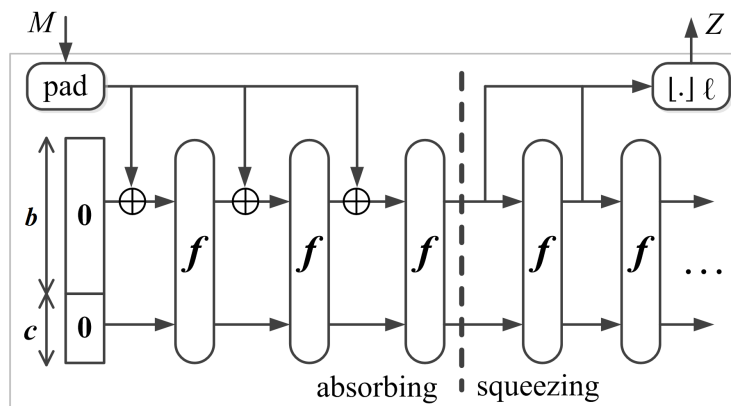 M
Z
pad
⌊.⌋ ℓ
b
0
f f f f f
...
c
0
absorbing squeezing